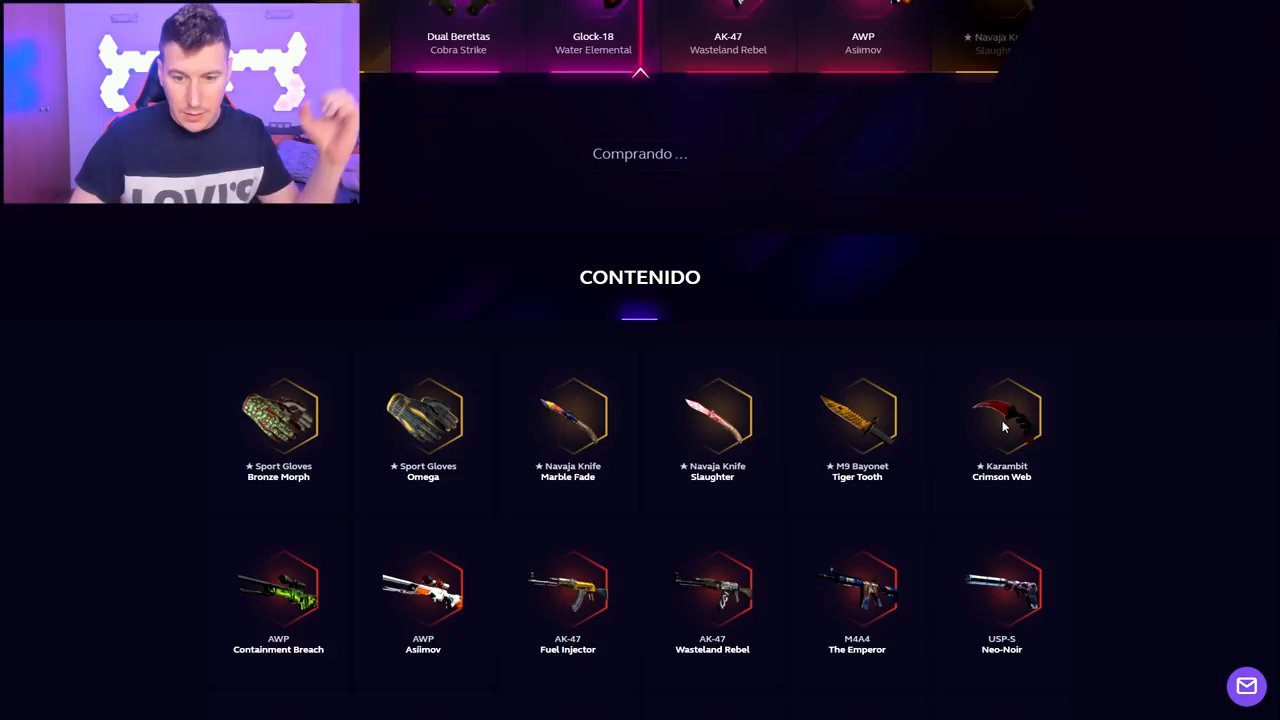 Dual Berettas
Cobra Strike
Glock-18
Water Elemental
AK-47
Wasteland Rebel
AWP
Asiimov
★ Navaja
Comprando ...
CONTENIDO
★ Sport Gloves
Bronze Morph
★ Sport Gloves
Omega
★ Navaja Knife
Marble Fade
★ Navaja Knife
Slaughter
★ M9 Bayonet
Tiger Tooth
★ Karambit
Crimson Web
AWP
Containment Breach
AWP
Asiimov
AK-47
Fuel Injector
AK-47
Wasteland Rebel
M4A4
The Emperor
USP-S
Neo-Noir